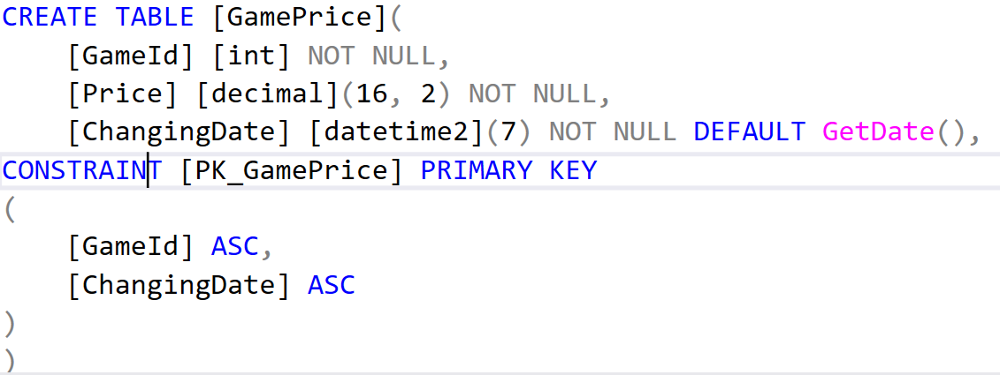 CREATE TABLE [GamePrice](
    [GameId] [int] NOT NULL,
    [Price] [decimal](16, 2) NOT NULL,
    [ChangingDate] [datetime2](7) NOT NULL DEFAULT GetDate(),
CONSTRAINT [PK_GamePrice] PRIMARY KEY
(
    [GameId] ASC,
    [ChangingDate] ASC
)
)